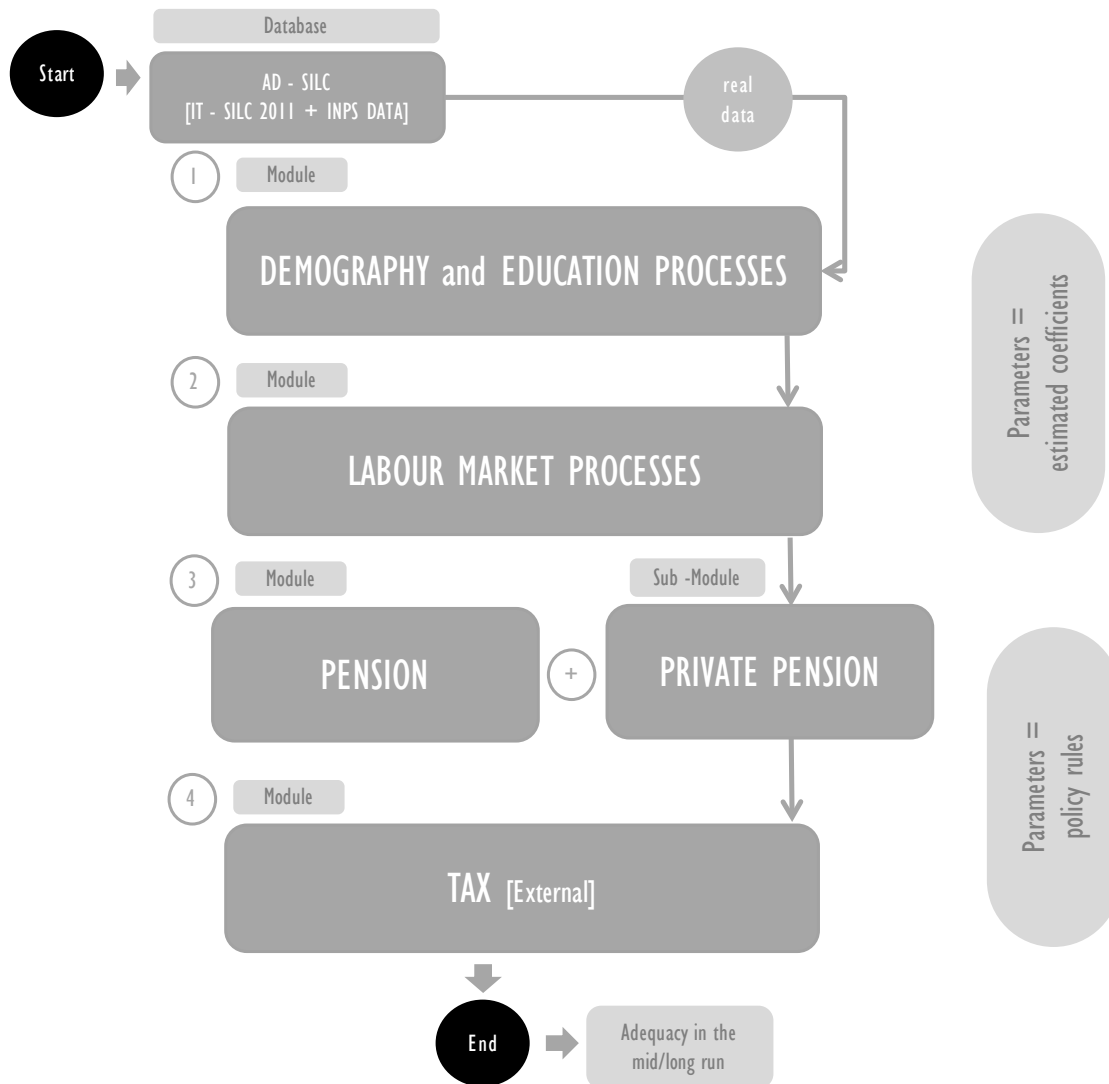 Database
Start
AD - SILC
[IT - SILC 2011 + INPS DATA]
real
data
1
Module
DEMOGRAPHY and EDUCATION PROCESSES
Parameters =
estimated coefficients
2
Module
LABOUR MARKET PROCESSES
3
Module
Sub -Module
PENSION
+
PRIVATE PENSION
Parameters =
policy rules
4
Module
TAX [External]
End
Adequacy in the
mid/long run